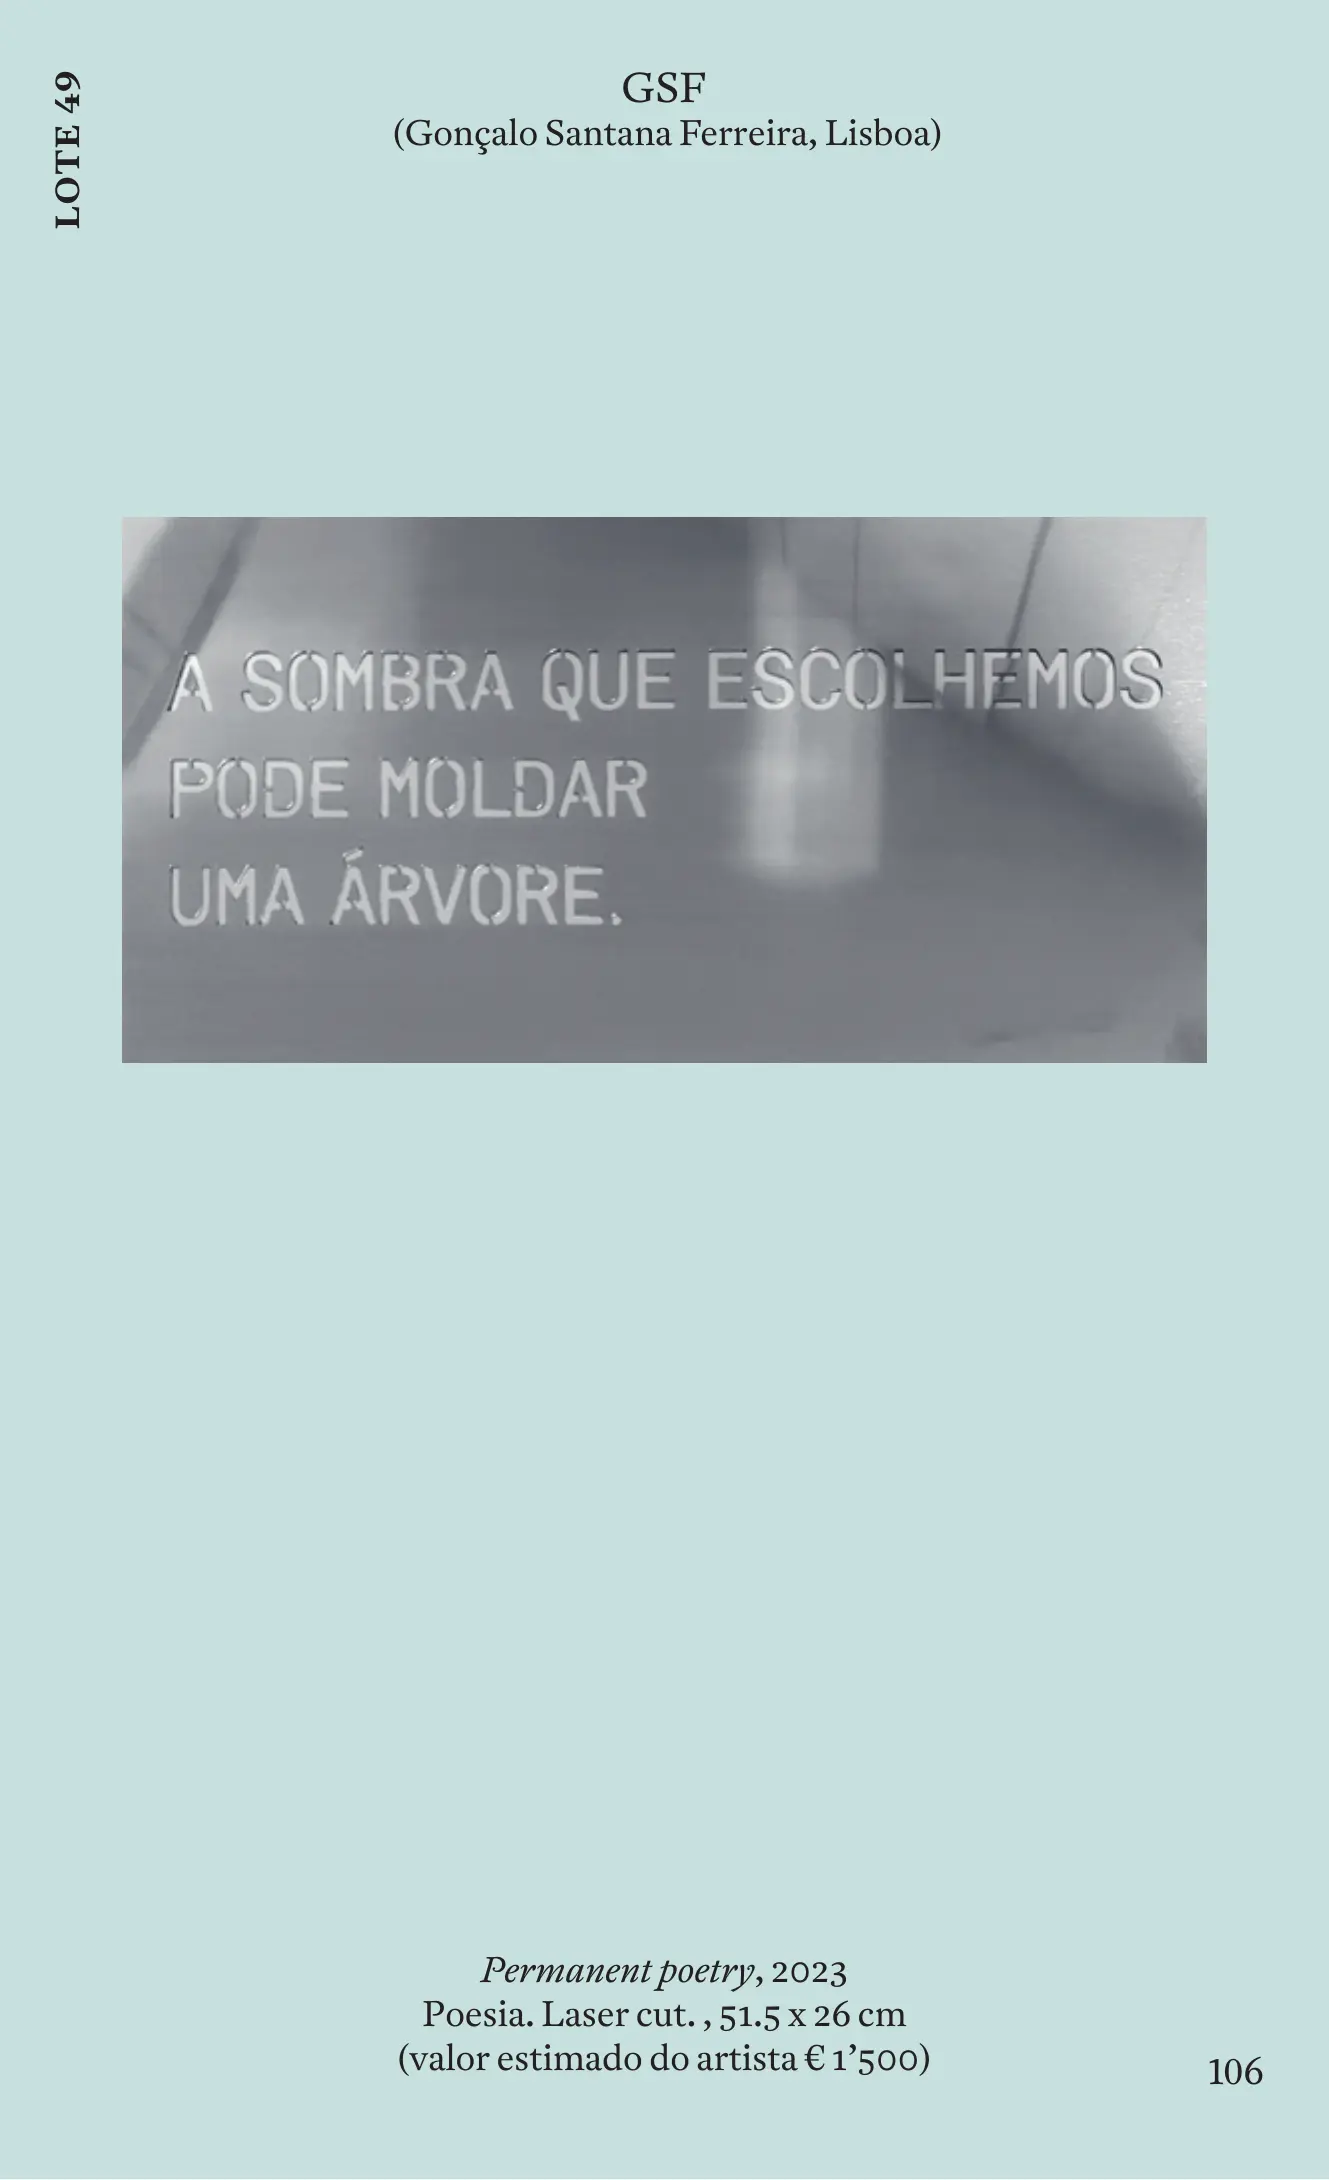 LOTE 49
GSF
(Gonçalo Santana Ferreira, Lisboa)
A SOMBRA QUE ESCOLHEMOS
PODE MOLDAR
UMA ÁRVORE.
Permanent poetry, 2023
Poesia. Laser cut. , 51.5 x 26 cm
(valor estimado do artista € 1’500)
106